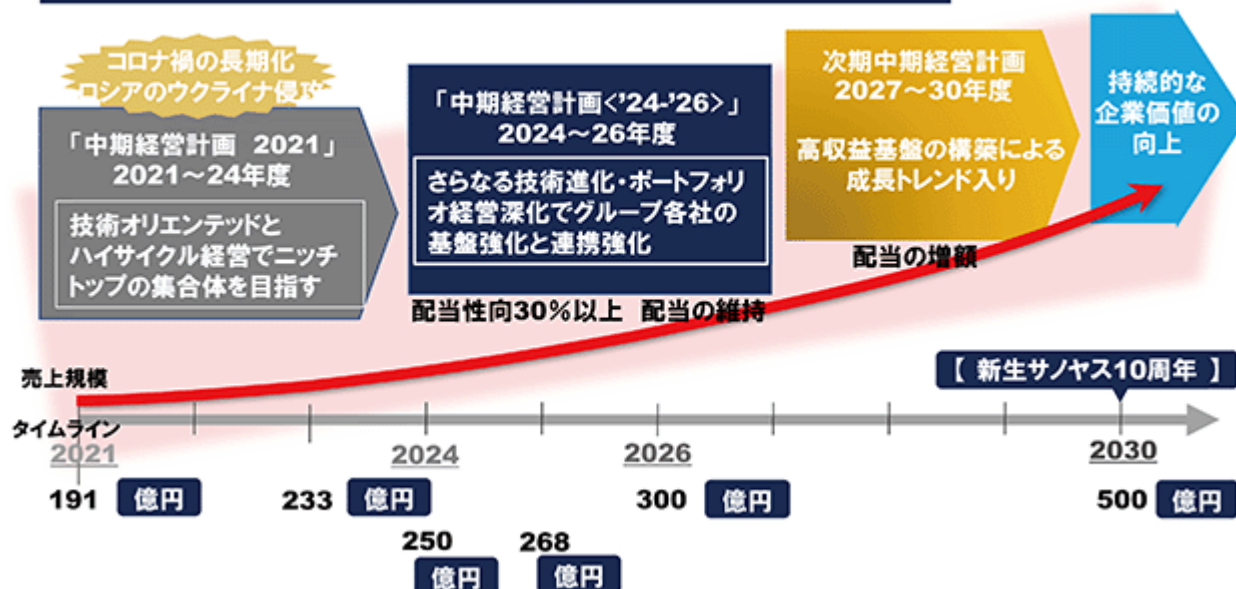 コロナ禍の長期化
ロシアのウクライナ侵攻
「中期経営計画 2021」
2021～24年度
技術オリエンテッドと
ハイサイクル経営でニッチ
トップの集合体を目指す
「中期経営計画<'24-'26>」
2024～26年度
さらなる技術進化・ポートフォリ
オ経営深化でグループ各社の
基盤強化と連携強化
配当性向30％以上 配当の維持
次期中期経営計画
2027～30年度
高収益基盤の構築による
成長トレンド入り
配当の増額
持続的な
企業価値の
向上
売上規模
【 新生サノヤス10周年 】
タイムライン
2021 2024 2026 2030
191 億円 233 億円 300 億円 500 億円
250 268
億円 億円